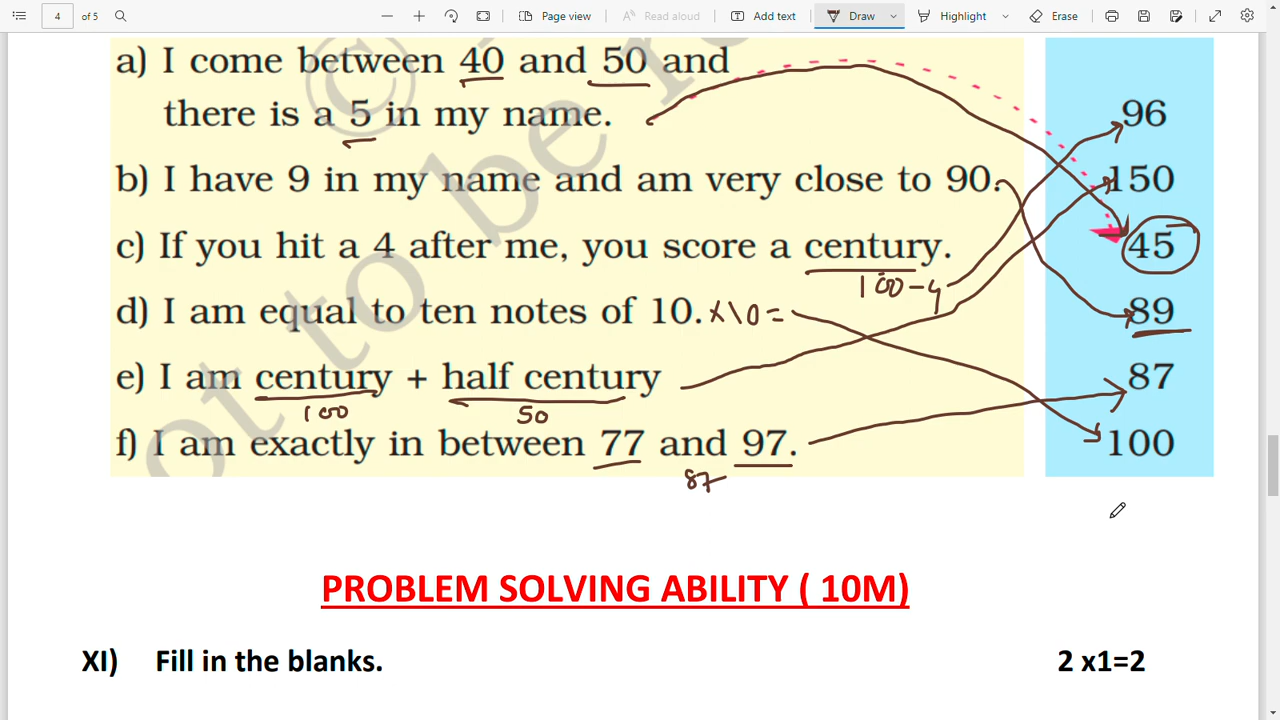 4 of 5 Page view Read aloud Add text Draw Highlight Erase
a) I come between 40 and 50 and
there is a 5 in my name.
96
b) I have 9 in my name and am very close to 90.
150
c) If you hit a 4 after me, you score a century.
45
100-4
d) I am equal to ten notes of 10. x10=
89
e) I am century + half century
87
100 50
f) I am exactly in between 77 and 97.
100
87
not to be re
©
PROBLEM SOLVING ABILITY ( 10M)
XI) Fill in the blanks. 2 x1=2